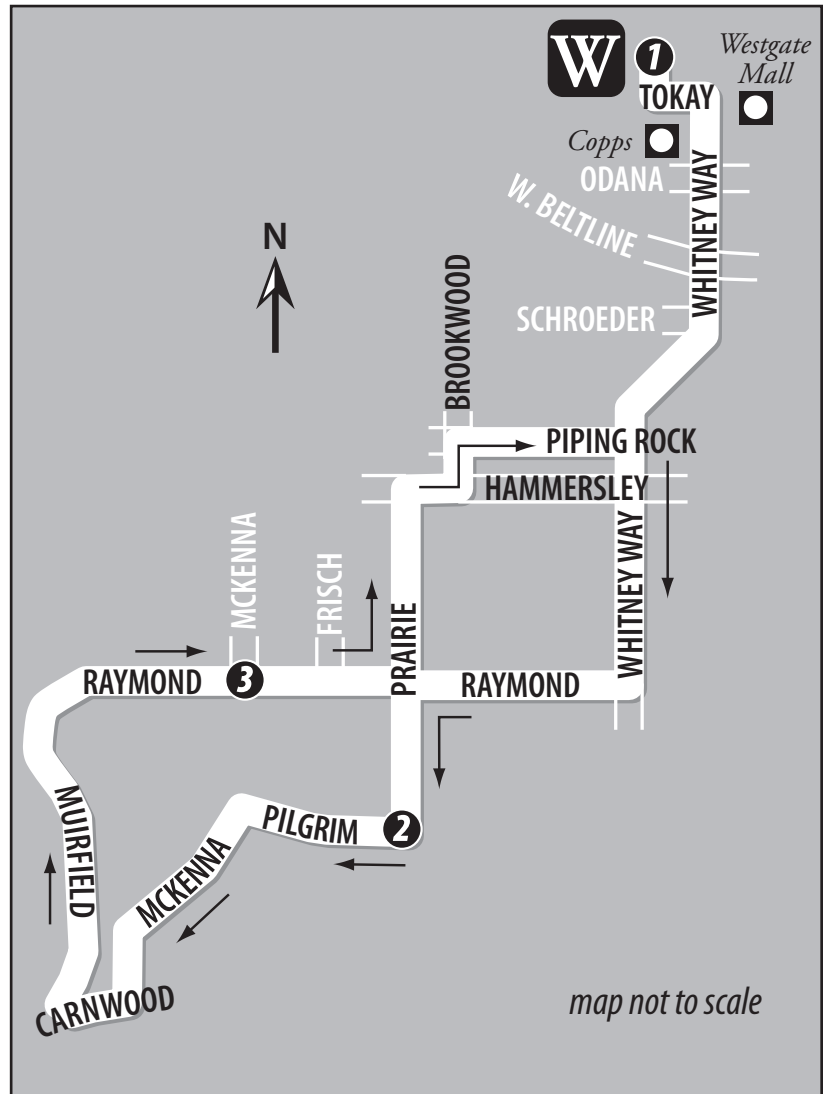 W
1
Westgate
Mall
TOKAY
Copps
ODANA
WHITNEY WAY
W. BELTLINE
N
SCHROEDER
BROOKWOOD
PIPING ROCK
HAMMERSLEY
WHITNEY WAY
MCKENNA
FRISCH
PRAIRIE
RAYMOND
3
RAYMOND
MUIRFIELD
PILGRIM
2
MCKENNA
CARNWOOD
map not to scale